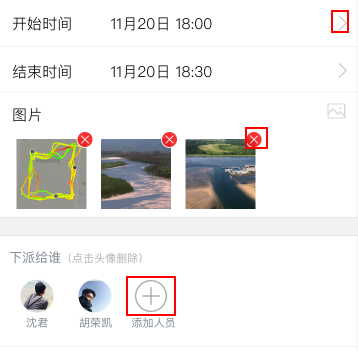 开始时间 11月20日 18:00
结束时间 11月20日 18:30
图片
下派给谁（点击头像删除）
沈君 胡荣凯 添加人员